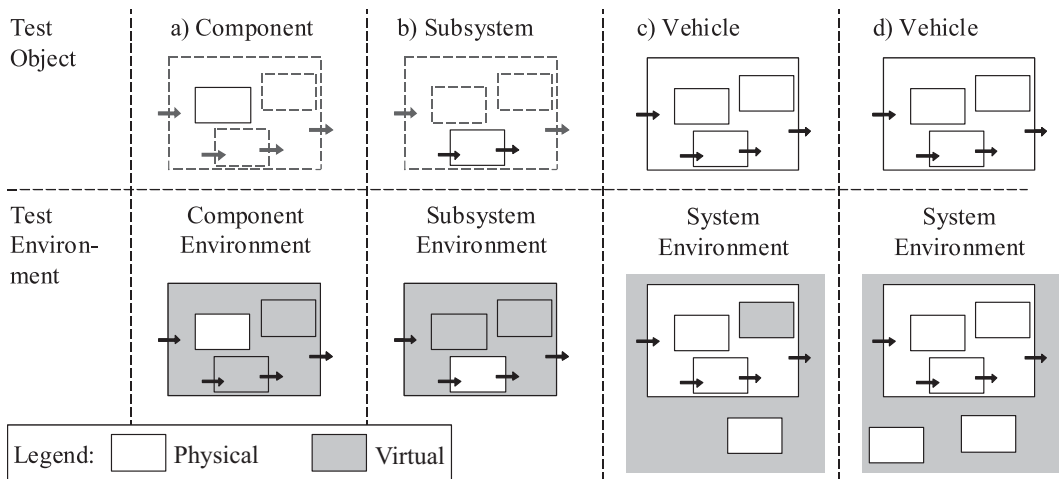 Test
Object
a) Component
b) Subsystem
c) Vehicle
d) Vehicle
Test
Environ-
ment
Component
Environment
Subsystem
Environment
System
Environment
System
Environment
Legend:
Physical
Virtual